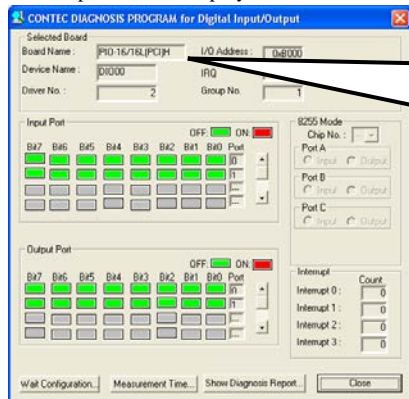 CONTEC DIAGNOSIS PROGRAM for Digital Input/Output
Selected Board
Board Name : PIO-16/16L(PCI)H I/O Address : 0xB000
Device Name : DIO00 IRQ
Driver No. : 2 Group No. 1
Input Port
OFF: ON:
Bit7 Bit6 Bit5 Bit4 Bit3 Bit2 Bit1 Bit0 Port
0
1
Output Port
OFF: ON:
Bit7 Bit6 Bit5 Bit4 Bit3 Bit2 Bit1 Bit0 Port
0
1
8255 Mode
Chip No. : -
Port A
Input Output
Port B
Input Output
Port C
Input Output
Interrupt
Count
Interrupt 0 : 0
Interrupt 1 : 0
Interrupt 2 : 0
Interrupt 3 : 0
Wait Configuration... Measurement Time... Show Diagnosis Report... Close